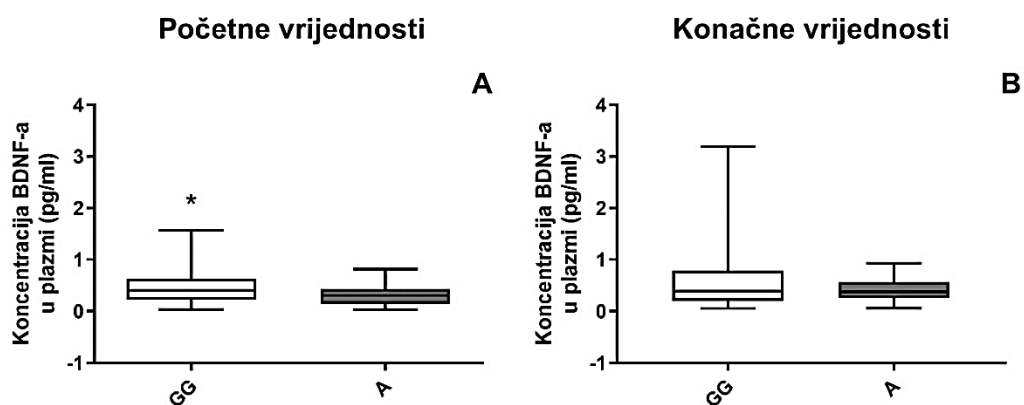 Početne vrijednosti
A
Koncentracija BDNF-a
u plazmi (pg/ml)
4
3
2
1
0
-1
*
GG
A
Konačne vrijednosti
B
Koncentracija BDNF-a
u plazmi (pg/ml)
4
3
2
1
0
-1
GG
A